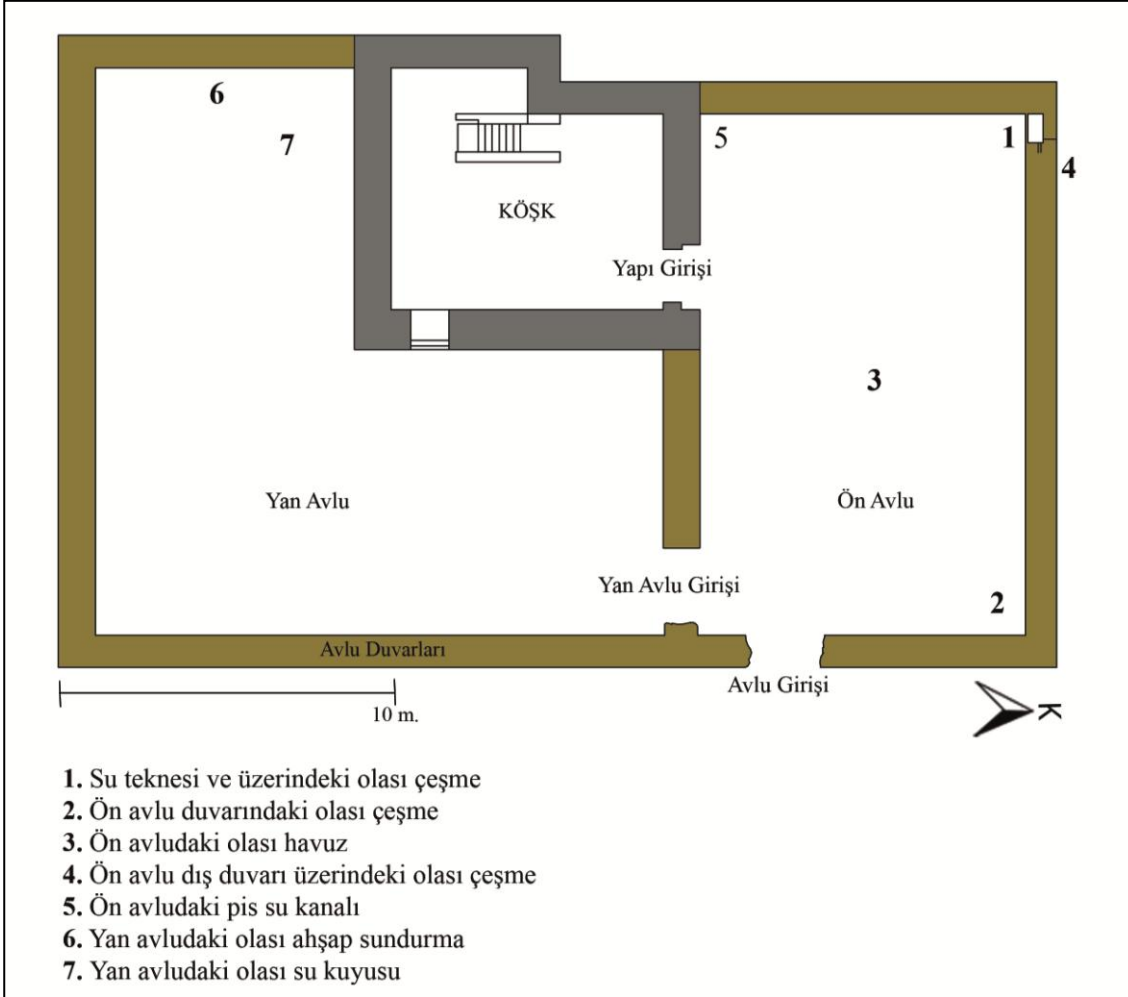 6
7
5
1
4
KÖŞK
Yapı Girişi
3
Yan Avlu
Ön Avlu
Yan Avlu Girişi
2
Avlu Duvarları
Avlu Girişi
10 m.
K
1. Su teknesi ve üzerindeki olası çeşme
2. Ön avlu duvarındaki olası çeşme
3. Ön avludaki olası havuz
4. Ön avlu dış duvarı üzerindeki olası çeşme
5. Ön avludaki pis su kanalı
6. Yan avludaki olası ahşap sundurma
7. Yan avludaki olası su kuyusu